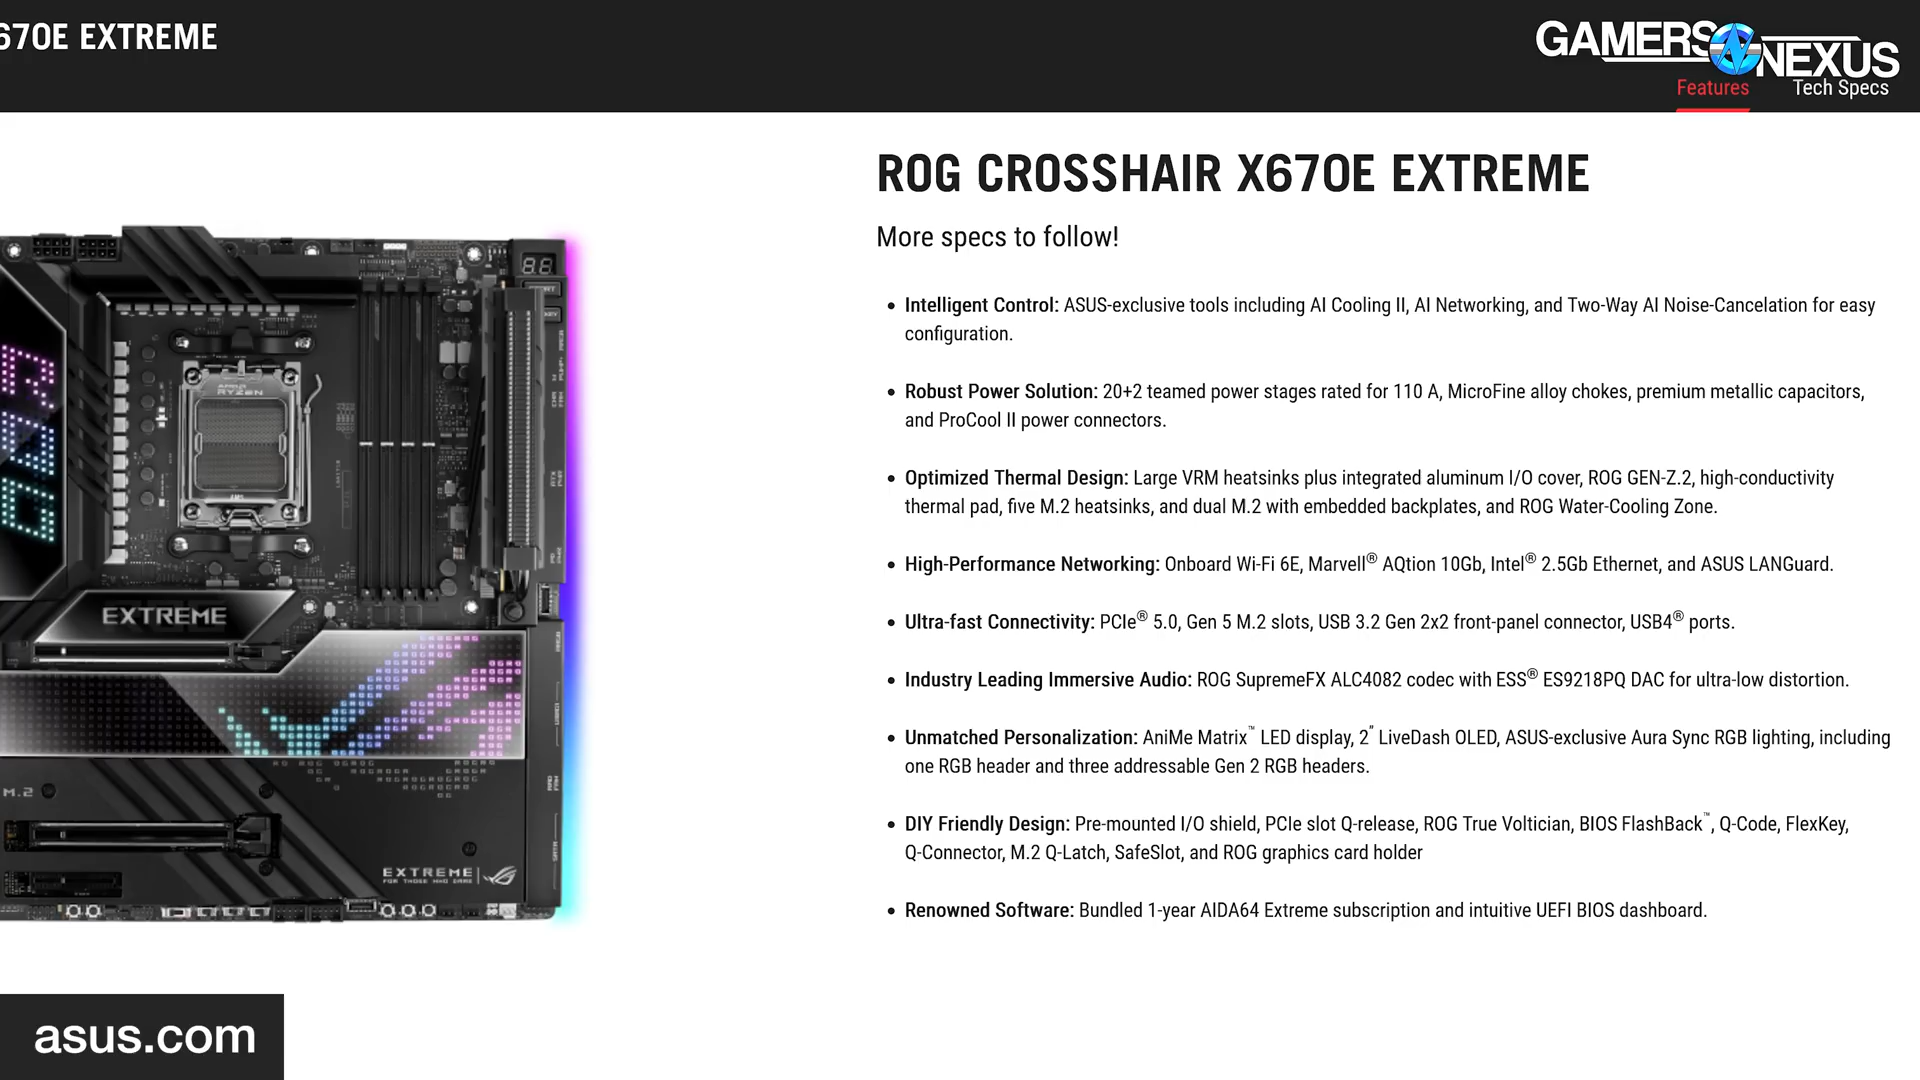 670E EXTREME
GAMERS NEXUS
Features Tech Specs
ROG CROSSHAIR X670E EXTREME
More specs to follow!
• Intelligent Control: ASUS-exclusive tools including AI Cooling II, AI Networking, and Two-Way AI Noise-Cancelation for easy
configuration.
• Robust Power Solution: 20+2 teamed power stages rated for 110 A, MicroFine alloy chokes, premium metallic capacitors,
and ProCool II power connectors.
• Optimized Thermal Design: Large VRM heatsinks plus integrated aluminum I/O cover, ROG GEN-Z.2, high-conductivity
thermal pad, five M.2 heatsinks, and dual M.2 with embedded backplates, and ROG Water-Cooling Zone.
• High-Performance Networking: Onboard Wi-Fi 6E, Marvell® AQtion 10Gb, Intel® 2.5Gb Ethernet, and ASUS LANGuard.
• Ultra-fast Connectivity: PCIe® 5.0, Gen 5 M.2 slots, USB 3.2 Gen 2x2 front-panel connector, USB4® ports.
• Industry Leading Immersive Audio: ROG SupremeFX ALC4082 codec with ESS® ES9218PQ DAC for ultra-low distortion.
• Unmatched Personalization: AniMe Matrix™ LED display, 2" LiveDash OLED, ASUS-exclusive Aura Sync RGB lighting, including
one RGB header and three addressable Gen 2 RGB headers.
• DIY Friendly Design: Pre-mounted I/O shield, PCIe slot Q-release, ROG True Voltician, BIOS FlashBack™, Q-Code, FlexKey,
Q-Connector, M.2 Q-Latch, SafeSlot, and ROG graphics card holder
• Renowned Software: Bundled 1-year AIDA64 Extreme subscription and intuitive UEFI BIOS dashboard.
88
AMD
RYZEN
AM5
EXTREME
M.2
EXTREME
FOR THOSE WHO DARE
asus.com